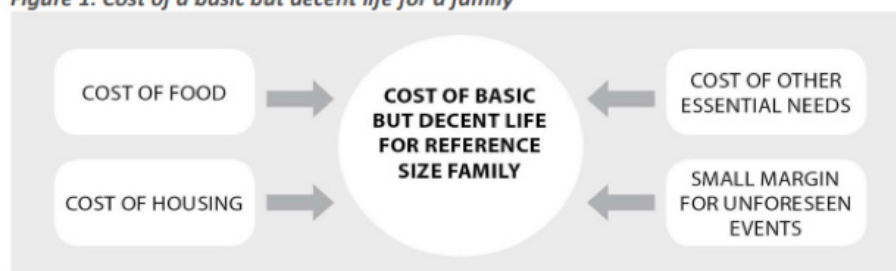 Figure 1. Cost of a basic but decent life for a family
COST OF FOOD
COST OF HOUSING
COST OF BASIC
BUT DECENT LIFE
FOR REFERENCE
SIZE FAMILY
COST OF OTHER
ESSENTIAL NEEDS
SMALL MARGIN
FOR UNFORESEEN
EVENTS